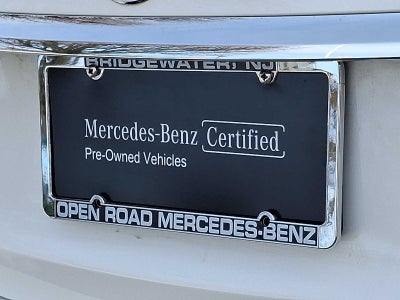 BRIDGEWATER, NJ
Mercedes-Benz Certified
Pre-Owned Vehicles
OPEN ROAD MERCEDES-BENZ